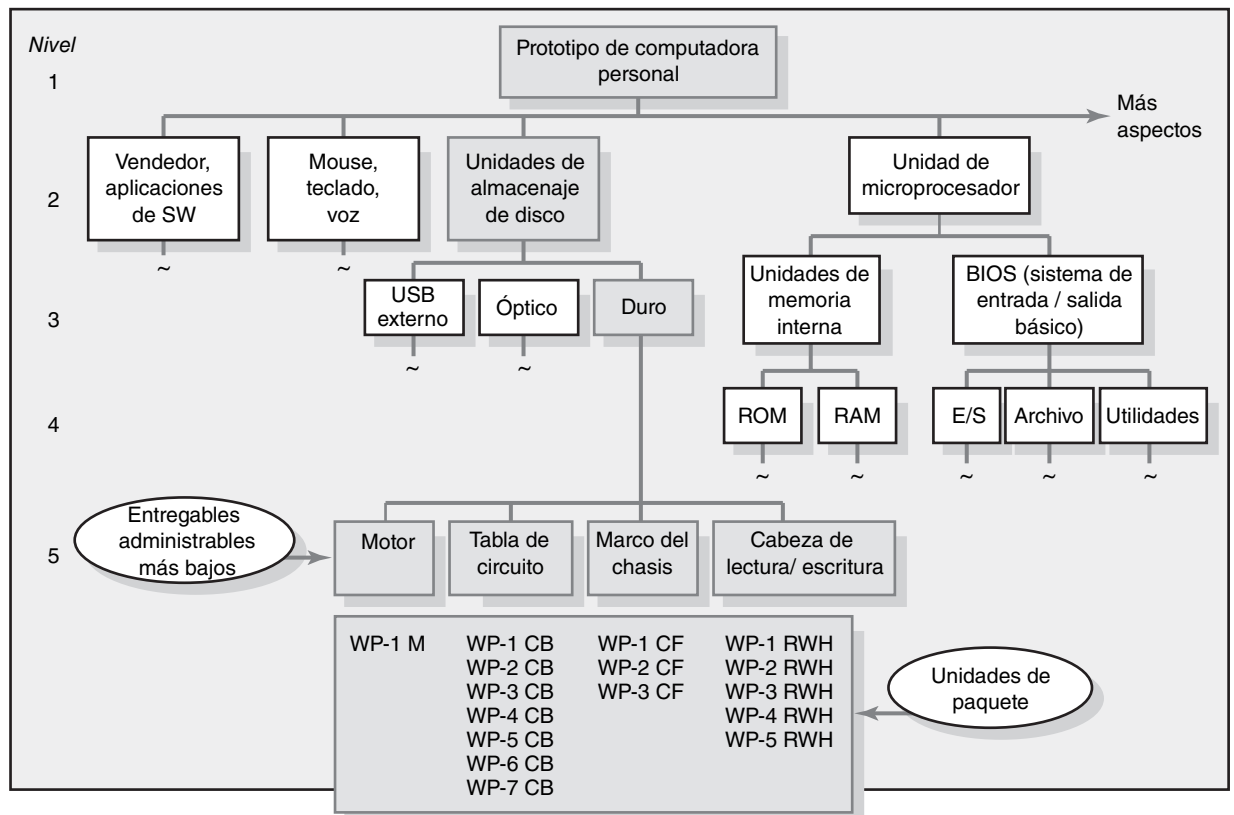 Nivel
1
Prototipo de computadora
personal
Más
aspectos
2
Vendedor,
aplicaciones
de SW
Mouse,
teclado,
voz
Unidades de
almacenaje
de disco
Unidad de
microprocesador
~
~
3
USB
externo
Óptico
Duro
Unidades de
memoria
interna
BIOS (sistema de
entrada / salida
básico)
~
~
4
ROM
RAM
E/S
Archivo
Utilidades
~
~
~
~
~
Entregables
administrables
más bajos
5
Motor
Tabla de
circuito
Marco del
chasis
Cabeza de
lectura/ escritura
WP-1 M
WP-1 CB
WP-2 CB
WP-3 CB
WP-4 CB
WP-5 CB
WP-6 CB
WP-7 CB
WP-1 CF
WP-2 CF
WP-3 CF
WP-1 RWH
WP-2 RWH
WP-3 RWH
WP-4 RWH
WP-5 RWH
Unidades de
paquete